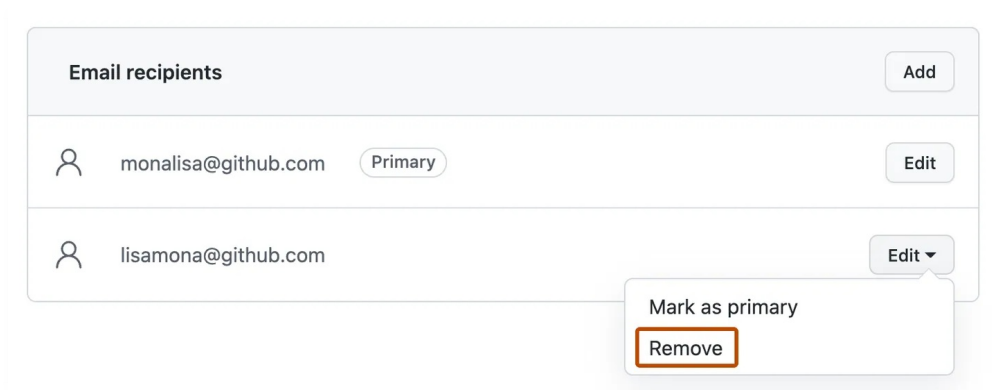 Email recipients Add
monalisa@github.com Primary Edit
lisamona@github.com Edit
Mark as primary
Remove